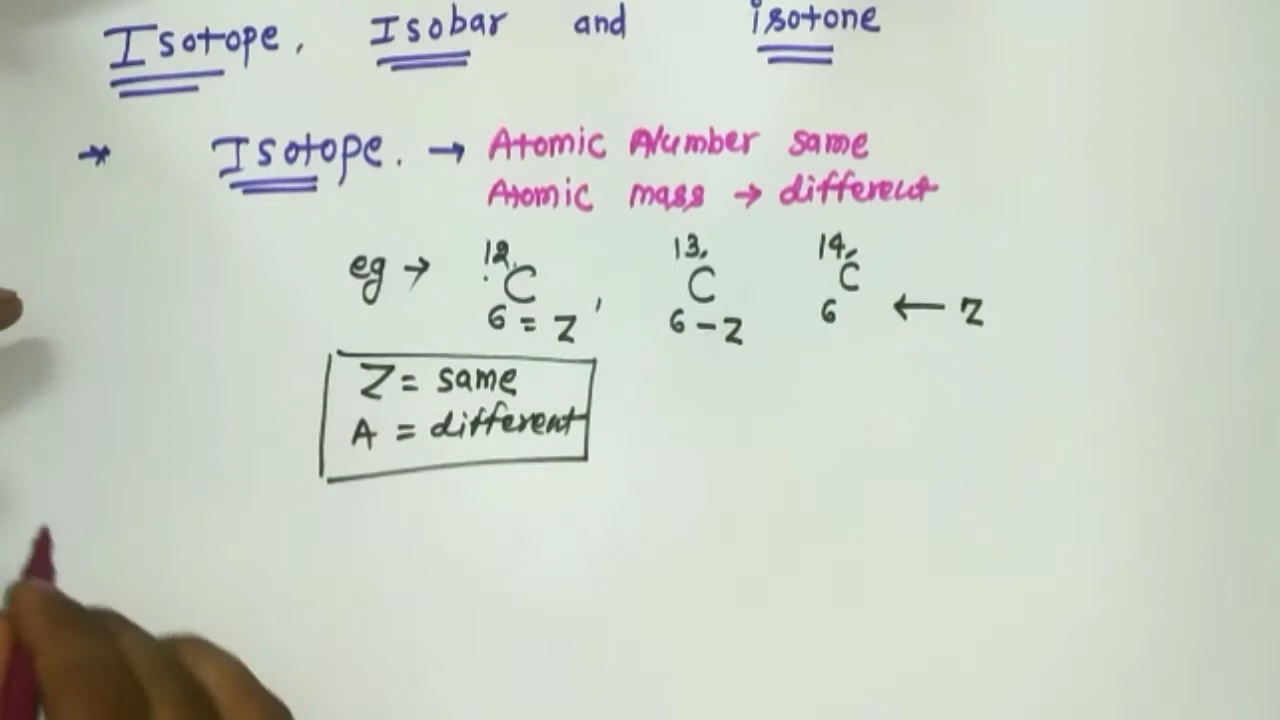 Isotope, Isobar and isotone
* Isotope. → Atomic Number same
Atomic mass → different
eg → 12 C 6 = Z , 13 C 6 - Z 14 C 6 ← Z
Z = same
A = different